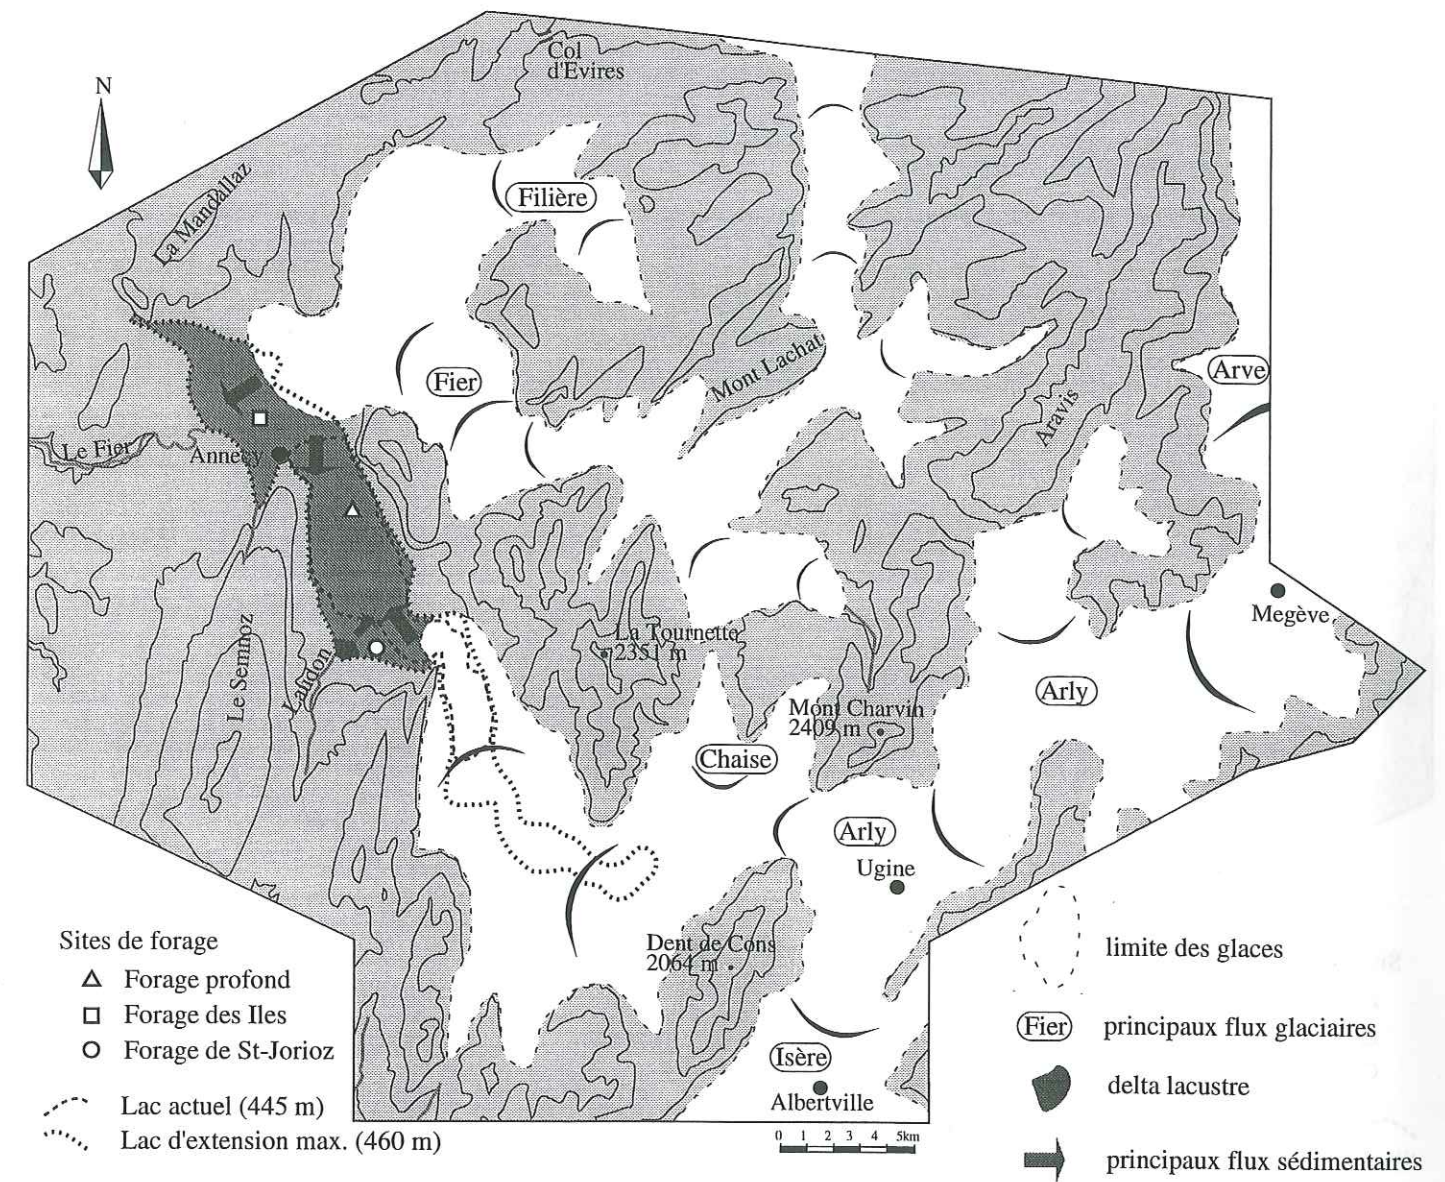 Col
d'Evires
N
La Mandallaz
Filière
Mont Lachat
Fier
Arve
Aravis
Le Fier
Annecy
Megève
La Tournette
2351 m
Le Semnoz
Laudon
Arly
Mont Charvin
2409 m
Chaise
Arly
Ugine
Dent de Cons
2064 m
Isère
Albertville
0 1 2 3 4 5km
Sites de forage
Forage profond
Forage des Iles
Forage de St-Jorioz
Lac actuel (445 m)
Lac d'extension max. (460 m)
limite des glaces
Fier
principaux flux glaciaires
delta lacustre
principaux flux sédimentaires